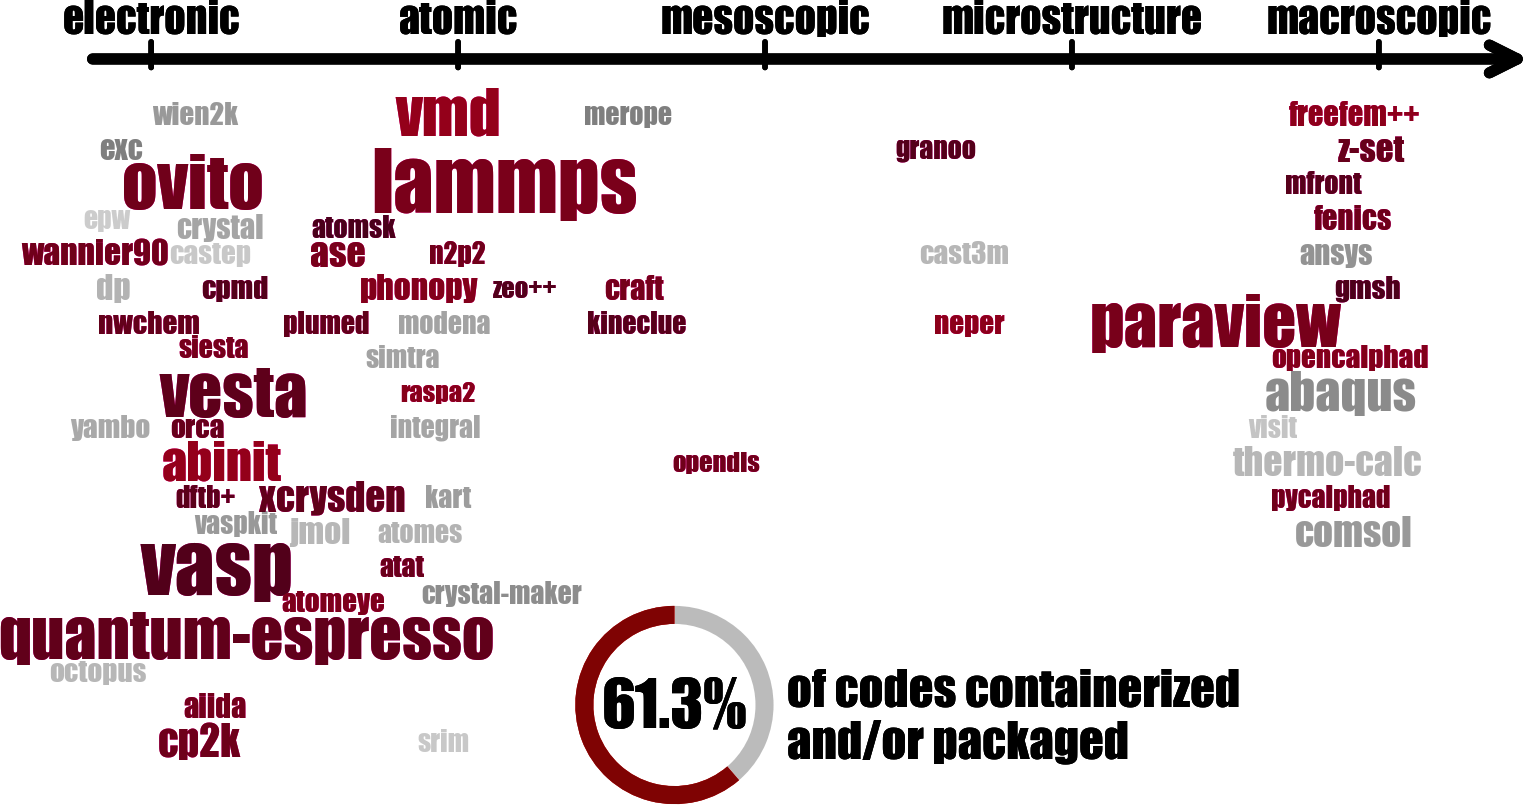 electronic atomic mesoscopic microstructure macroscopic
wien2k vmd merope freefem++
exc granoo z-set
ovito lammps mfront
epw crystal atomsk fenics
wannier90 castep ase n2p2 cast3m ansys
dp cpmd phonopy zeo++ craft gmsh
nwchem plumed modena kineclue neper paraview
siesta simtra opencalphad
vesta raspa2 abaqus
yambo orca integral visit
abinit opendis thermo-calc
dftb+ xcrysden kart pycalphad
vaspkit jmol atomes comsol
vasp atat
atomeye crystal-maker
quantum-espresso
octopus
aiida
cp2k srim
61.3% of codes containerized
and/or packaged